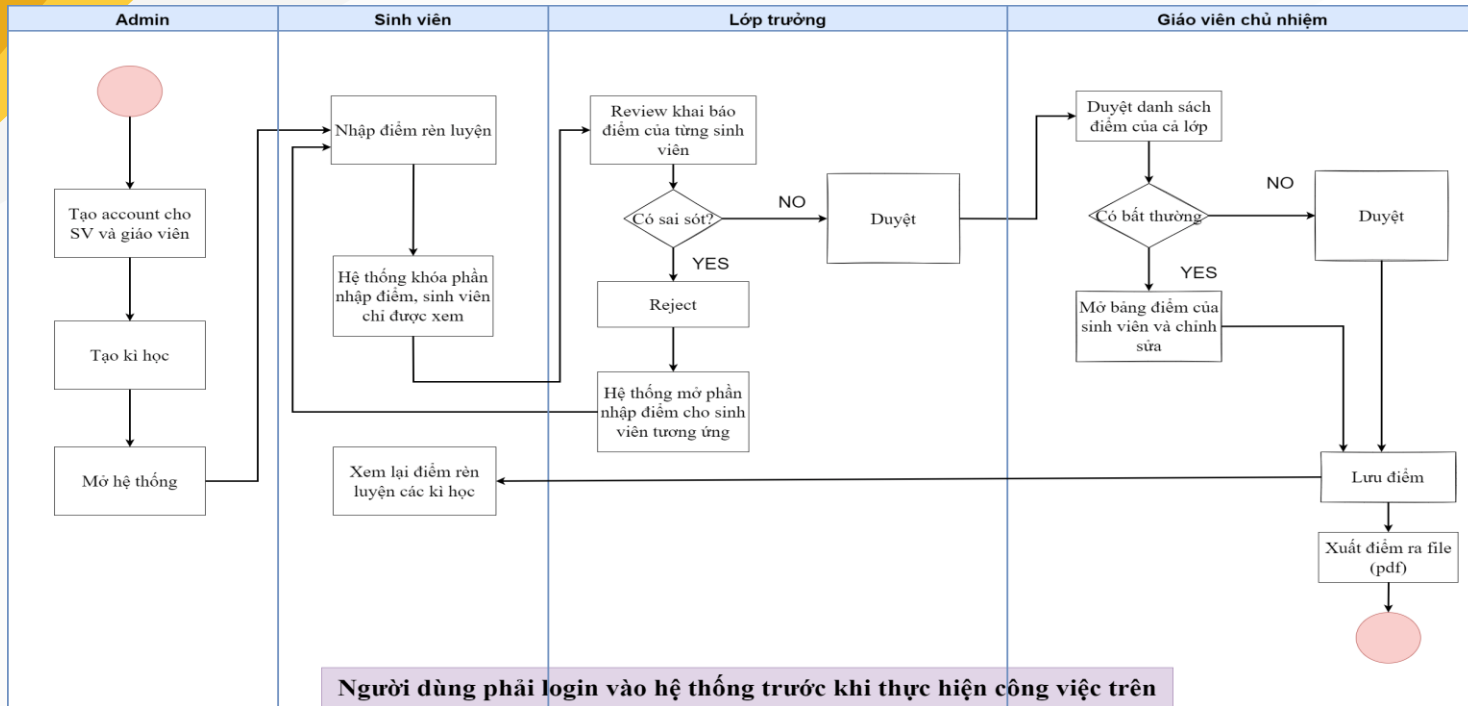 Admin
Sinh viên
Lớp trưởng
Giáo viên chủ nhiệm
Tạo account cho
SV và giáo viên
Tạo kì học
Mở hệ thống
Nhập điểm rèn luyện
Hệ thống khóa phần
nhập điểm, sinh viên
chỉ được xem
Xem lại điểm rèn
luyện các kì học
Review khai báo
điểm của từng sinh
viên
Có sai sót?
NO
Duyệt
YES
Reject
Hệ thống mở phần
nhập điểm cho sinh
viên tương ứng
Duyệt danh sách
điểm của cả lớp
Có bất thường
NO
Duyệt
YES
Mở bảng điểm của
sinh viên và chỉnh
sửa
Lưu điểm
Xuất điểm ra file
(pdf)
Người dùng phải login vào hệ thống trước khi thực hiện công việc trên